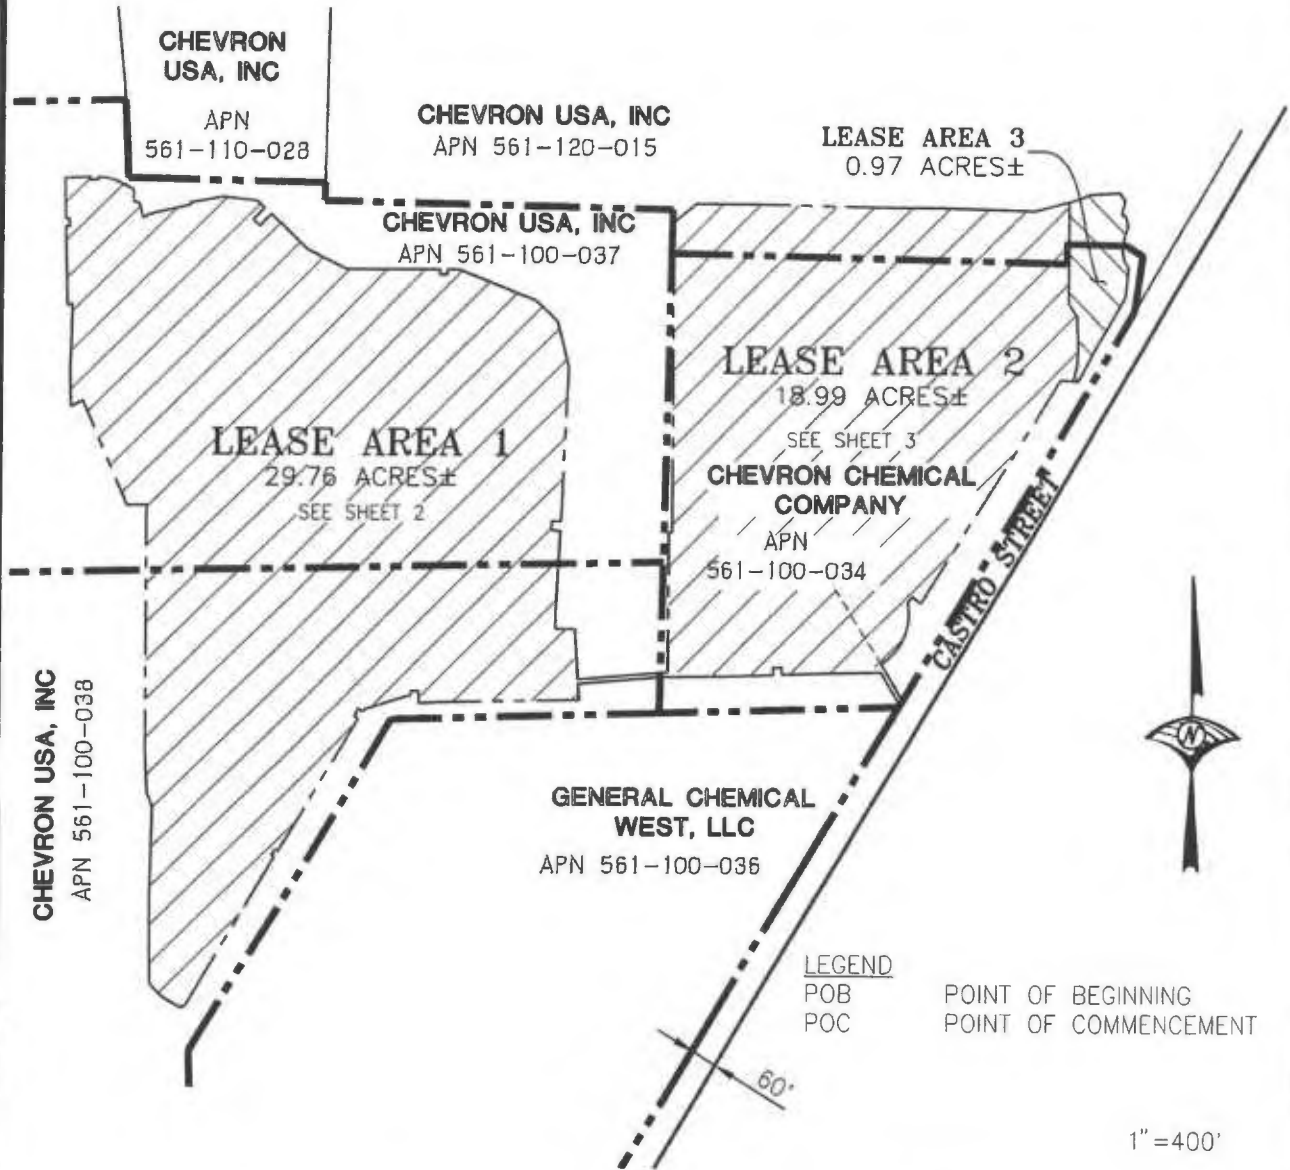 CHEVRON
USA, INC
APN
561-110-028
CHEVRON USA, INC
APN 561-120-015
LEASE AREA 3
0.97 ACRES±
CHEVRON USA, INC
APN 561-100-037
LEASE AREA 2
18.99 ACRES±
SEE SHEET 3
LEASE AREA 1
29.76 ACRES±
SEE SHEET 2
CHEVRON CHEMICAL
COMPANY
APN
561-100-034
CASTRO STREET
CHEVRON USA, INC
APN 561-100-038
N
GENERAL CHEMICAL
WEST, LLC
APN 561-100-036
LEGEND
POB POINT OF BEGINNING
POC POINT OF COMMENCEMENT
60'
1"=400'